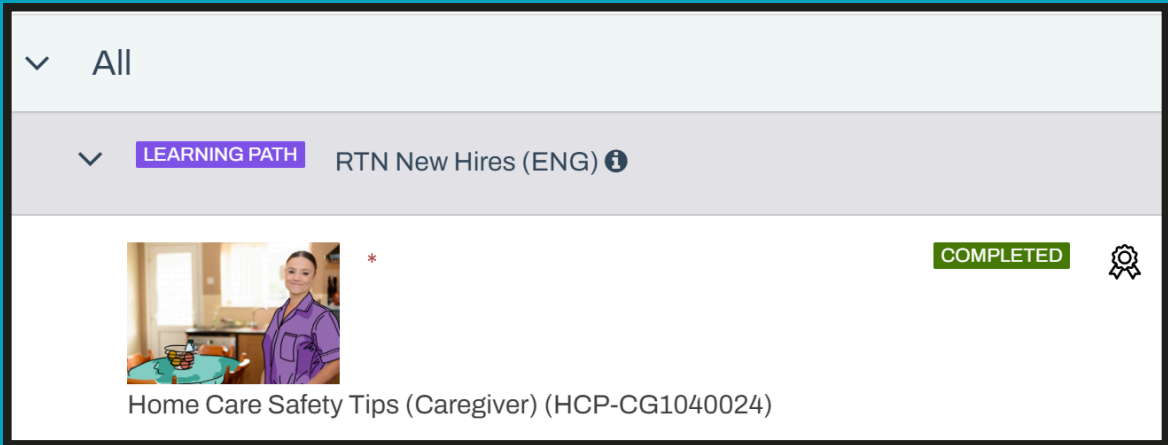 All
LEARNING PATH RTN New Hires (ENG)
* COMPLETED
Home Care Safety Tips (Caregiver) (HCP-CG1040024)